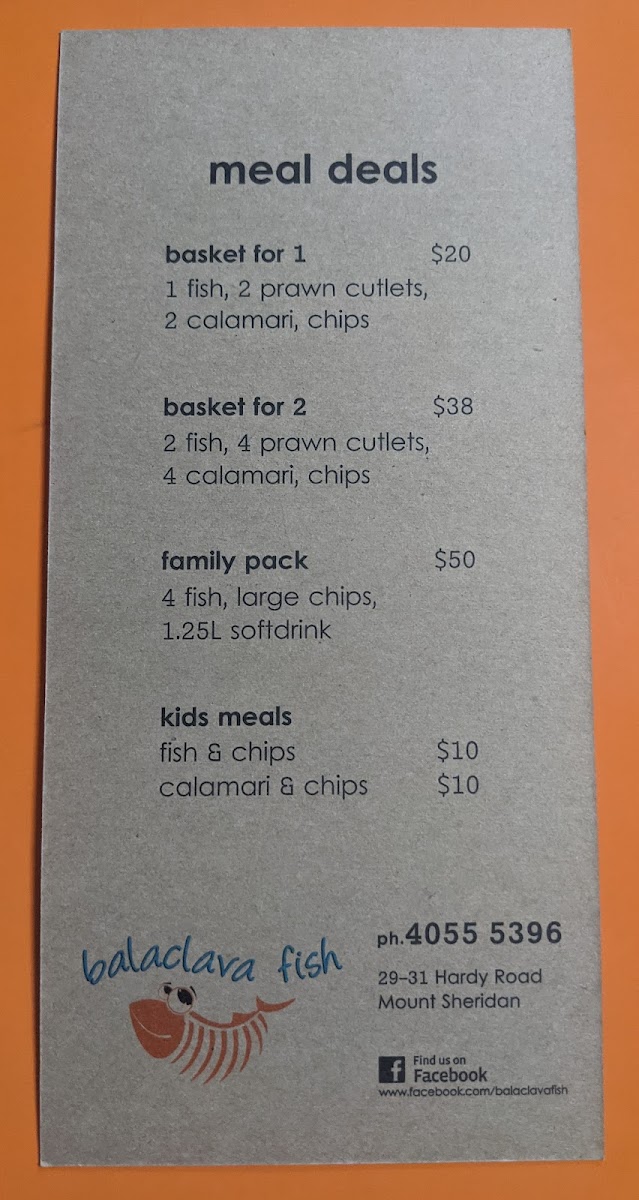 meal deals
basket for 1 $20
1 fish, 2 prawn cutlets,
2 calamari, chips
basket for 2 $38
2 fish, 4 prawn cutlets,
4 calamari, chips
family pack $50
4 fish, large chips,
1.25L softdrink
kids meals
fish & chips $10
calamari & chips $10
balaclava fish
ph.4055 5396
29-31 Hardy Road
Mount Sheridan
f Find us on
Facebook
www.facebook.com/balaclavafish